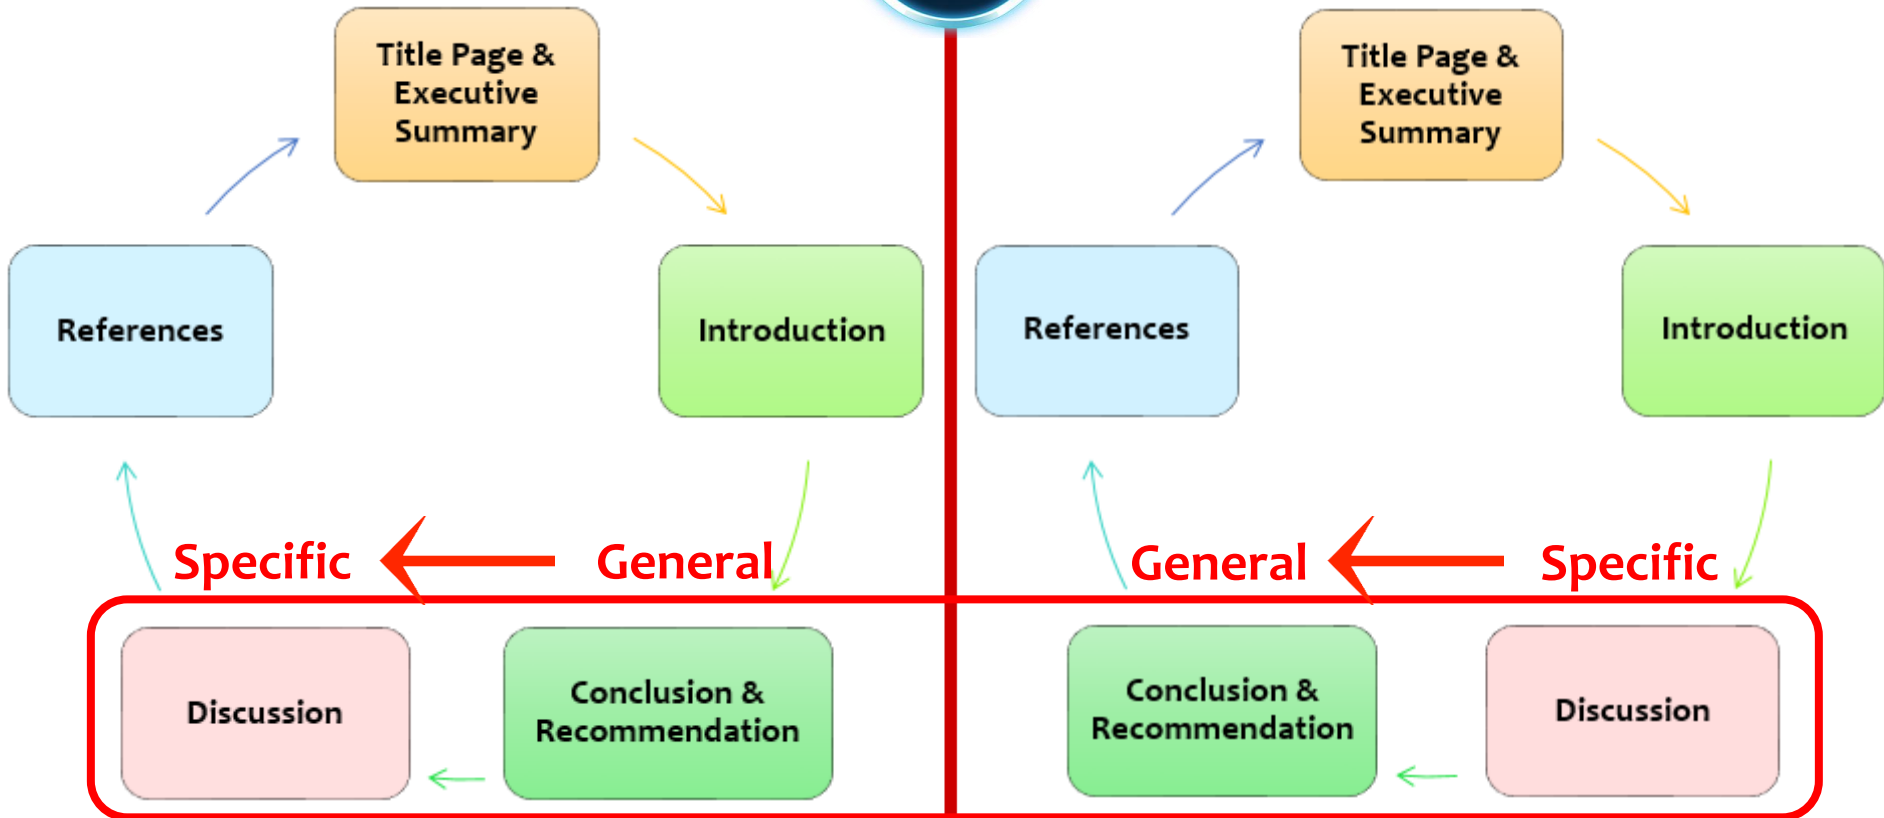 Title Page &
Executive
Summary
References
Introduction
Specific
General
Discussion
Conclusion &
Recommendation
Title Page &
Executive
Summary
References
Introduction
General
Specific
Conclusion &
Recommendation
Discussion